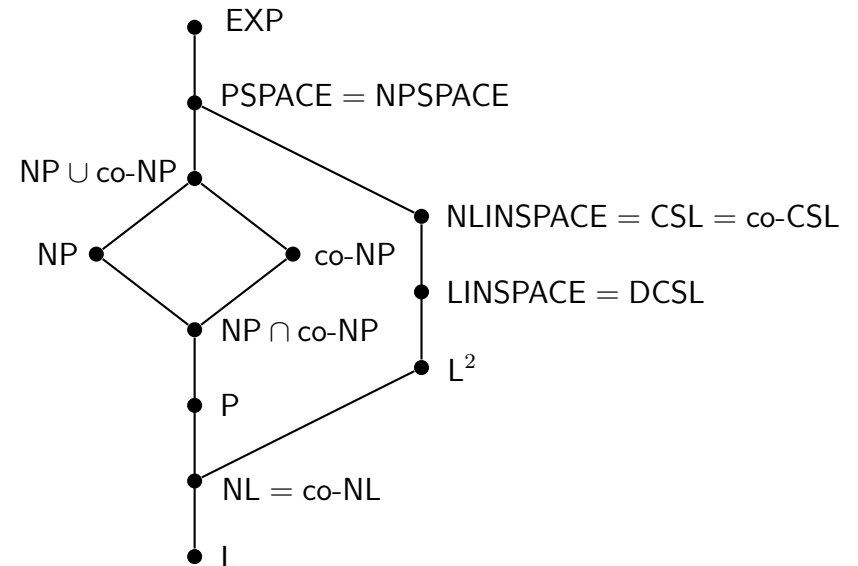 EXP
PSPACE = NPSPACE
NP ∪ co-NP
NLINSPACE = CSL = co-CSL
NP
co-NP
LINSPACE = DCSL
NP ∩ co-NP
L²
P
NL = co-NL